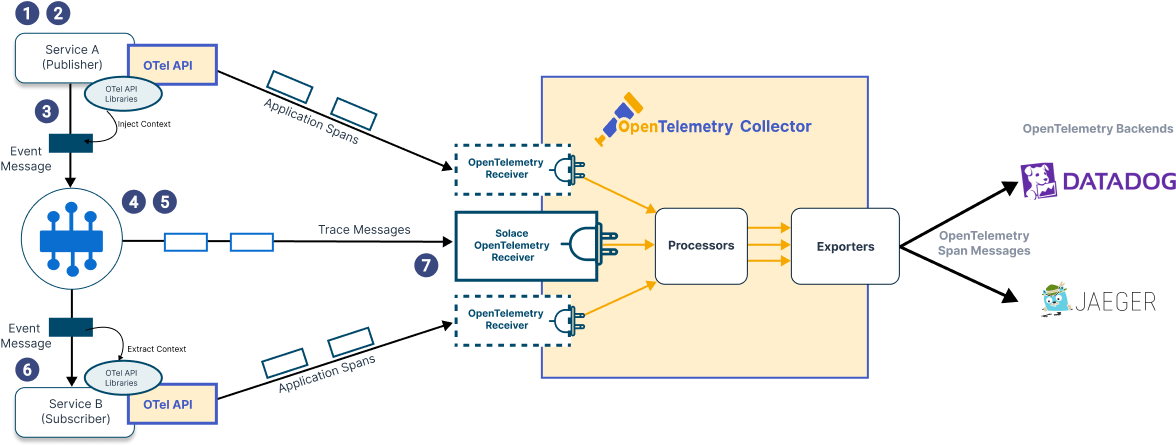 1 2
Service A
(Publisher)
OTel API
OTel API
Libraries
3
Inject Context
Event
Message
Application Spans
4 5
Trace Messages
7
Event
Message
Extract Context
6
OTel API
Libraries
Service B
(Subscriber)
OTel API
Application Spans
OpenTelemetry Collector
OpenTelemetry
Receiver
Solace
OpenTelemetry
Receiver
OpenTelemetry
Receiver
Processors
Exporters
OpenTelemetry Backends
DATADOG
OpenTelemetry
Span Messages
JAEGER